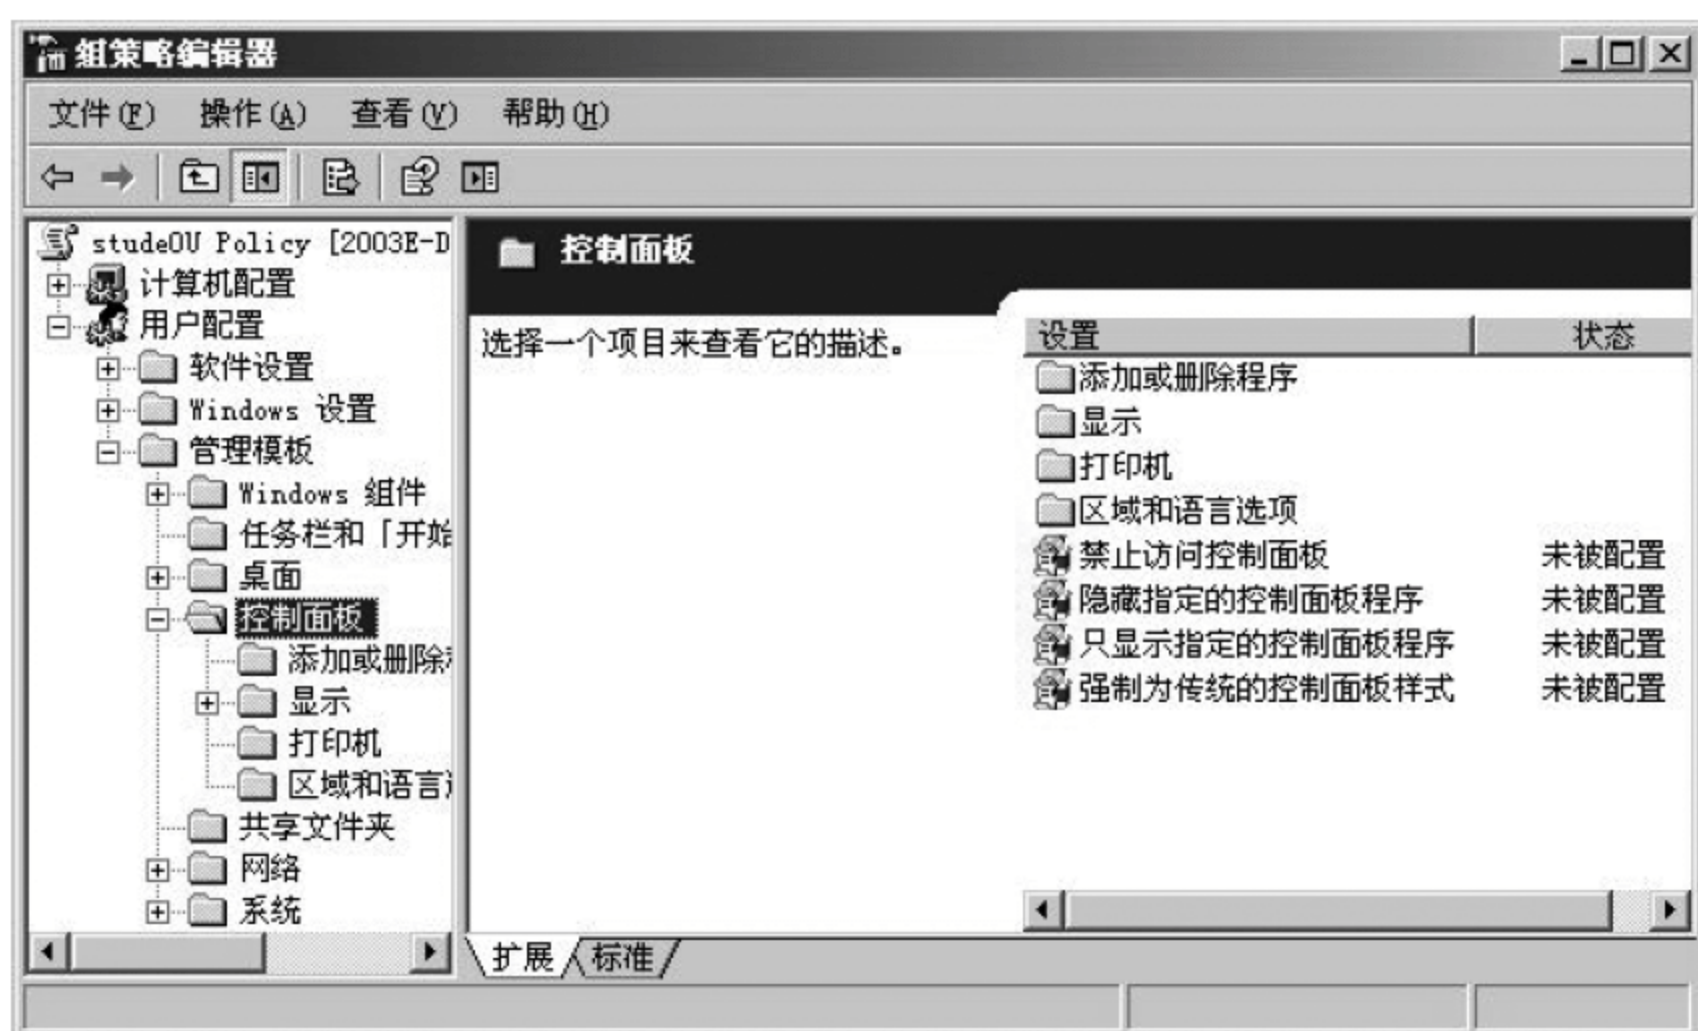 组策略编辑器
文件(F) 操作(A) 查看(V) 帮助(H)
studeOU Policy [2003E-D
计算机配置
用户配置
软件设置
Windows 设置
管理模板
Windows 组件
任务栏和「开始
桌面
控制面板
添加或删除
显示
打印机
区域和语言
共享文件夹
网络
系统
控制面板
选择一个项目来查看它的描述。
设置 状态
添加或删除程序
显示
打印机
区域和语言选项
禁止访问控制面板 未被配置
隐藏指定的控制面板程序 未被配置
只显示指定的控制面板程序 未被配置
强制为传统的控制面板样式 未被配置
扩展 标准